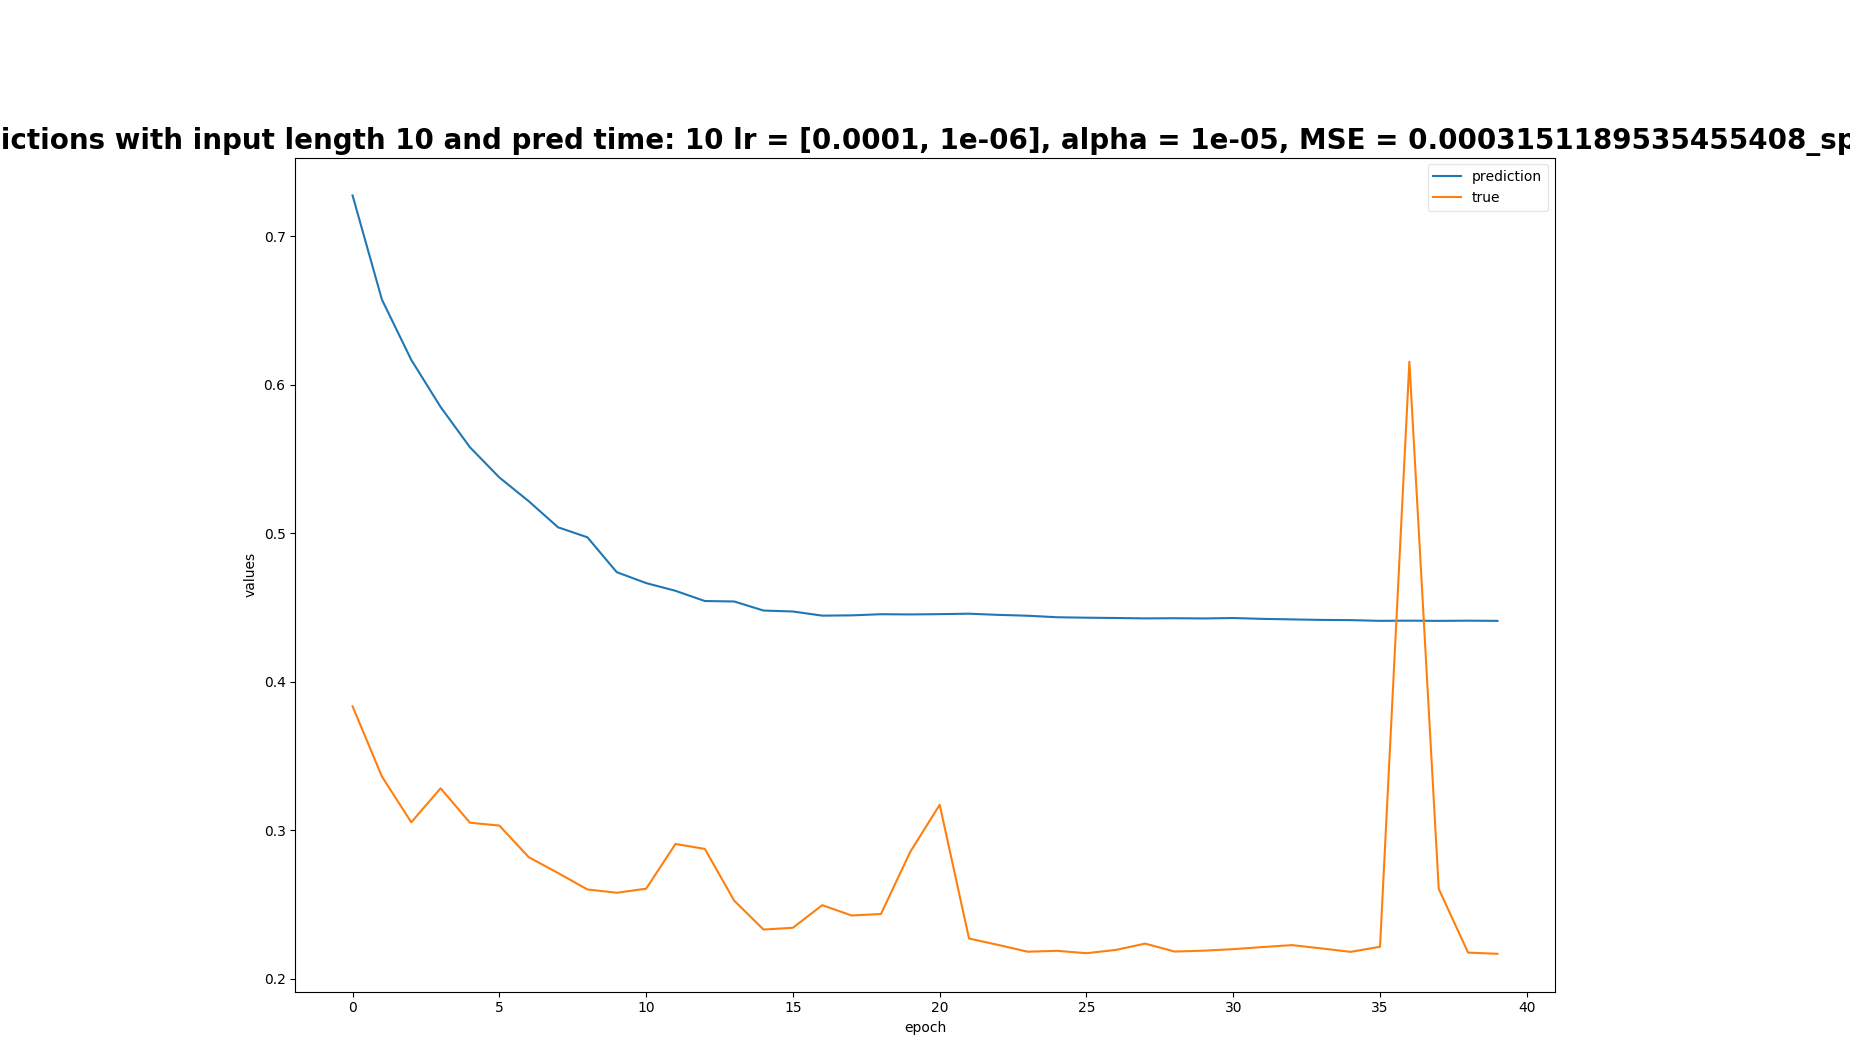 ictions with input length 10 and pred time: 10 lr = [0.0001, 1e-06], alpha = 1e-05, MSE = 0.0003151189535455408_sp
prediction
true
0.7
0.6
0.5
0.4
0.3
0.2
values
0 5 10 15 20 25 30 35 40
epoch